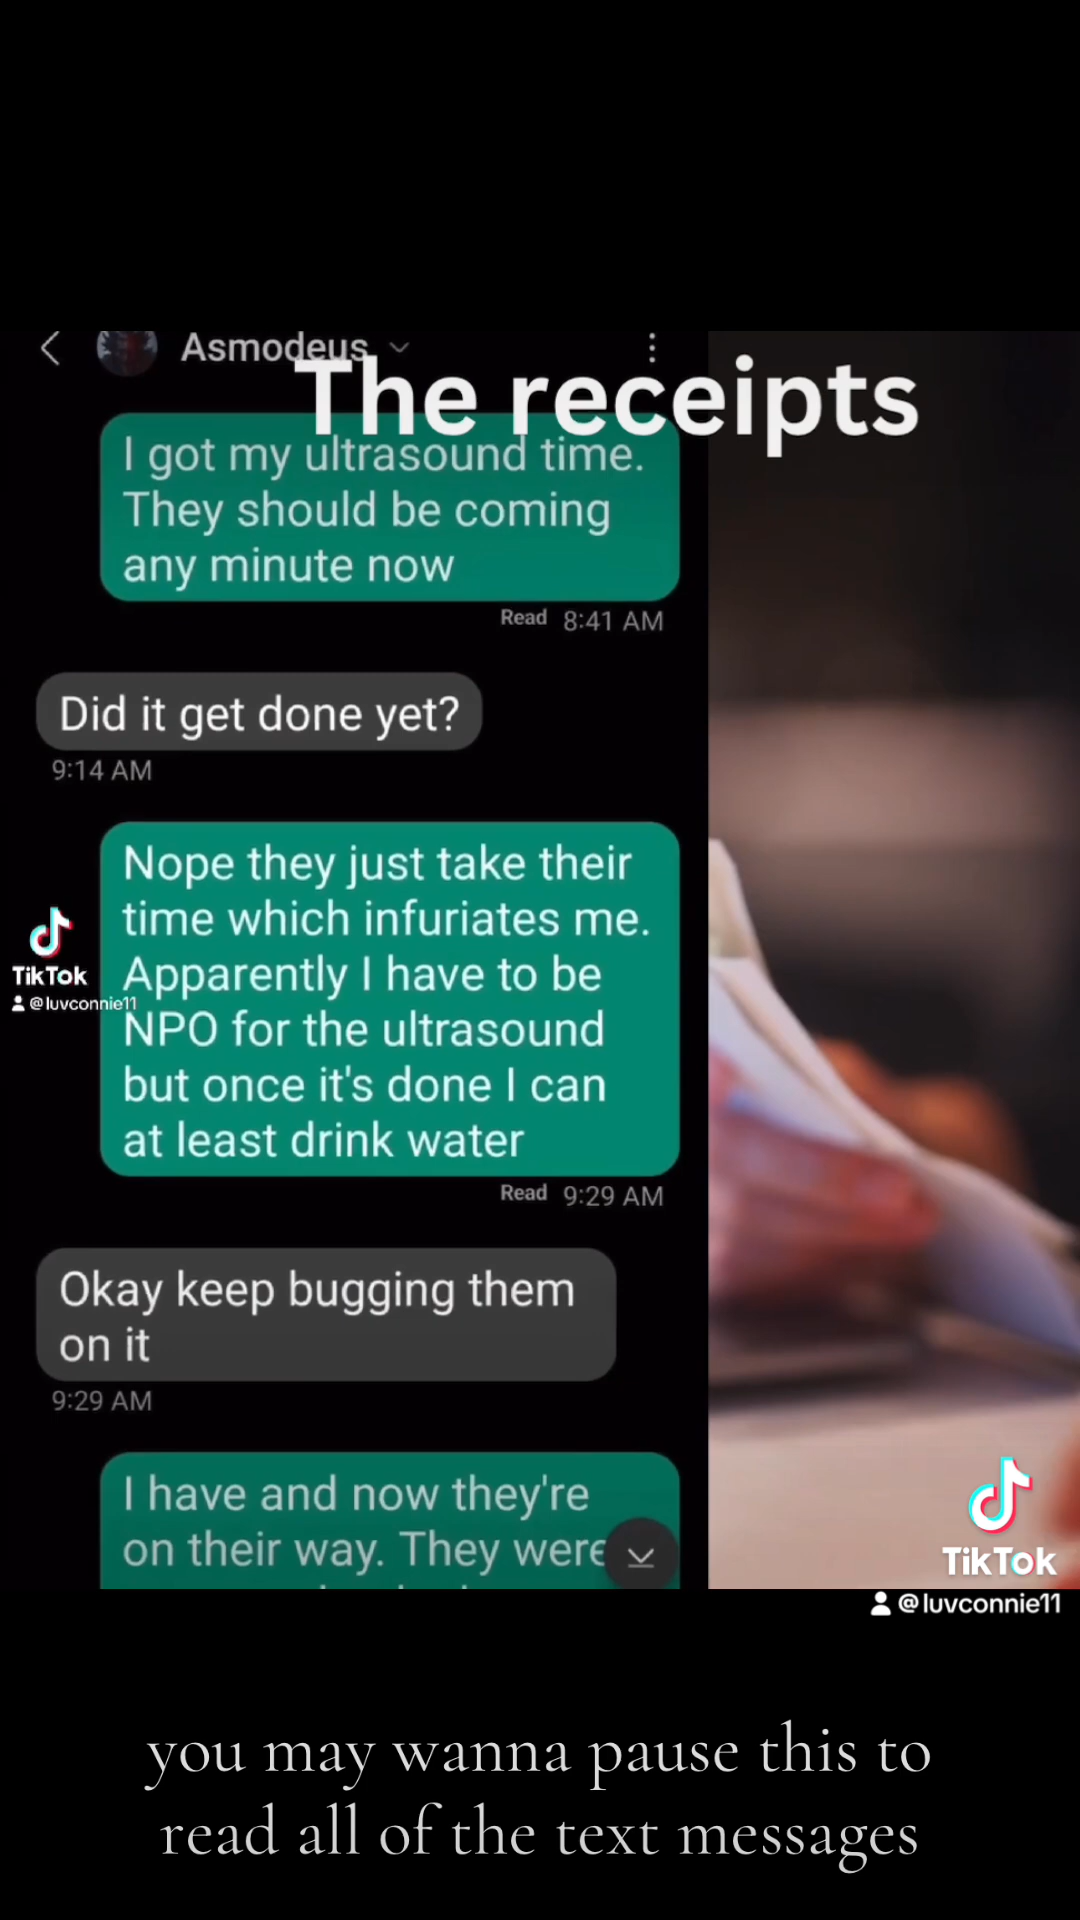 Asmodeus
The receipts
I got my ultrasound time.
They should be coming
any minute now
Read 8:41 AM
Did it get done yet?
9:14 AM
Nope they just take their
time which infuriates me.
Apparently I have to be
NPO for the ultrasound
but once it's done I can
at least drink water
Read 9:29 AM
TikTok
@luvconnie11
Okay keep bugging them
on it
9:29 AM
I have and now they're
on their way. They were
TikTok
@luvconnie11
you may wanna pause this to
read all of the text messages